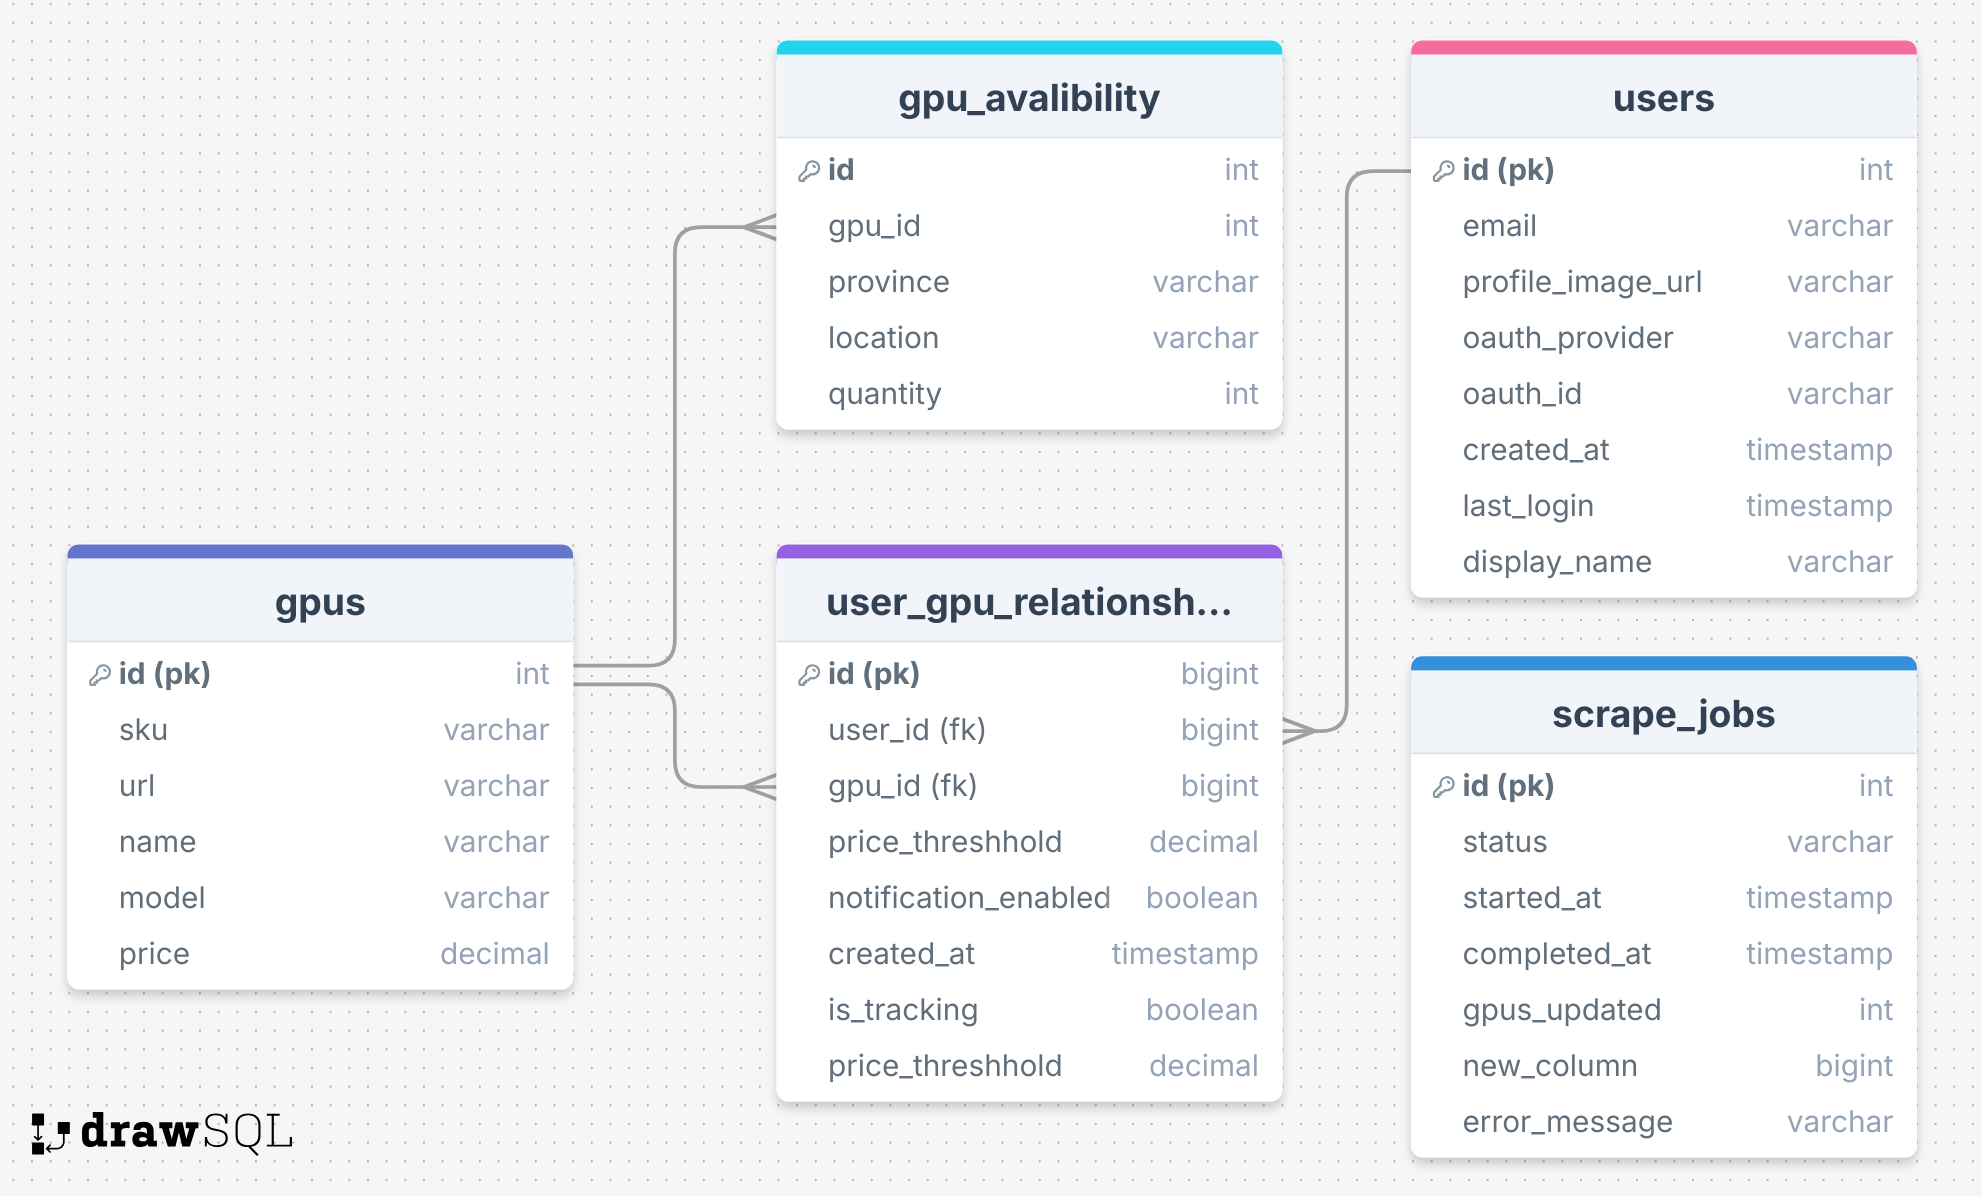 gpu_avalibility
id int
gpu_id int
province varchar
location varchar
quantity int
users
id (pk) int
email varchar
profile_image_url varchar
oauth_provider varchar
oauth_id varchar
created_at timestamp
last_login timestamp
display_name varchar
gpus
id (pk) int
sku varchar
url varchar
name varchar
model varchar
price decimal
user_gpu_relationsh...
id (pk) bigint
user_id (fk) bigint
gpu_id (fk) bigint
price_threshhold decimal
notification_enabled boolean
created_at timestamp
is_tracking boolean
price_threshhold decimal
scrape_jobs
id (pk) int
status varchar
started_at timestamp
completed_at timestamp
gpus_updated int
new_column bigint
error_message varchar
drawSQL